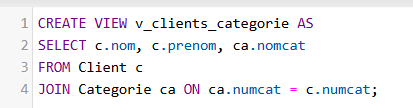 1 CREATE VIEW v_clients_categorie AS
2 SELECT c.nom, c.prenom, ca.nomcat
3 FROM Client c
4 JOIN Categorie ca ON ca.numcat = c.numcat;